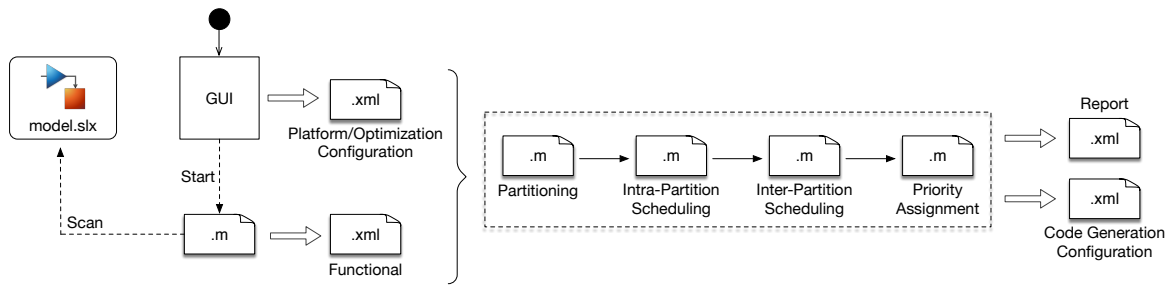 model.slx
GUI
Start
Scan
.m
.xml
Platform/Optimization
Configuration
.xml
Functional
.m
Partitioning
.m
Intra-Partition
Scheduling
.m
Inter-Partition
Scheduling
.m
Priority
Assignment
Report
.xml
.xml
Code Generation
Configuration